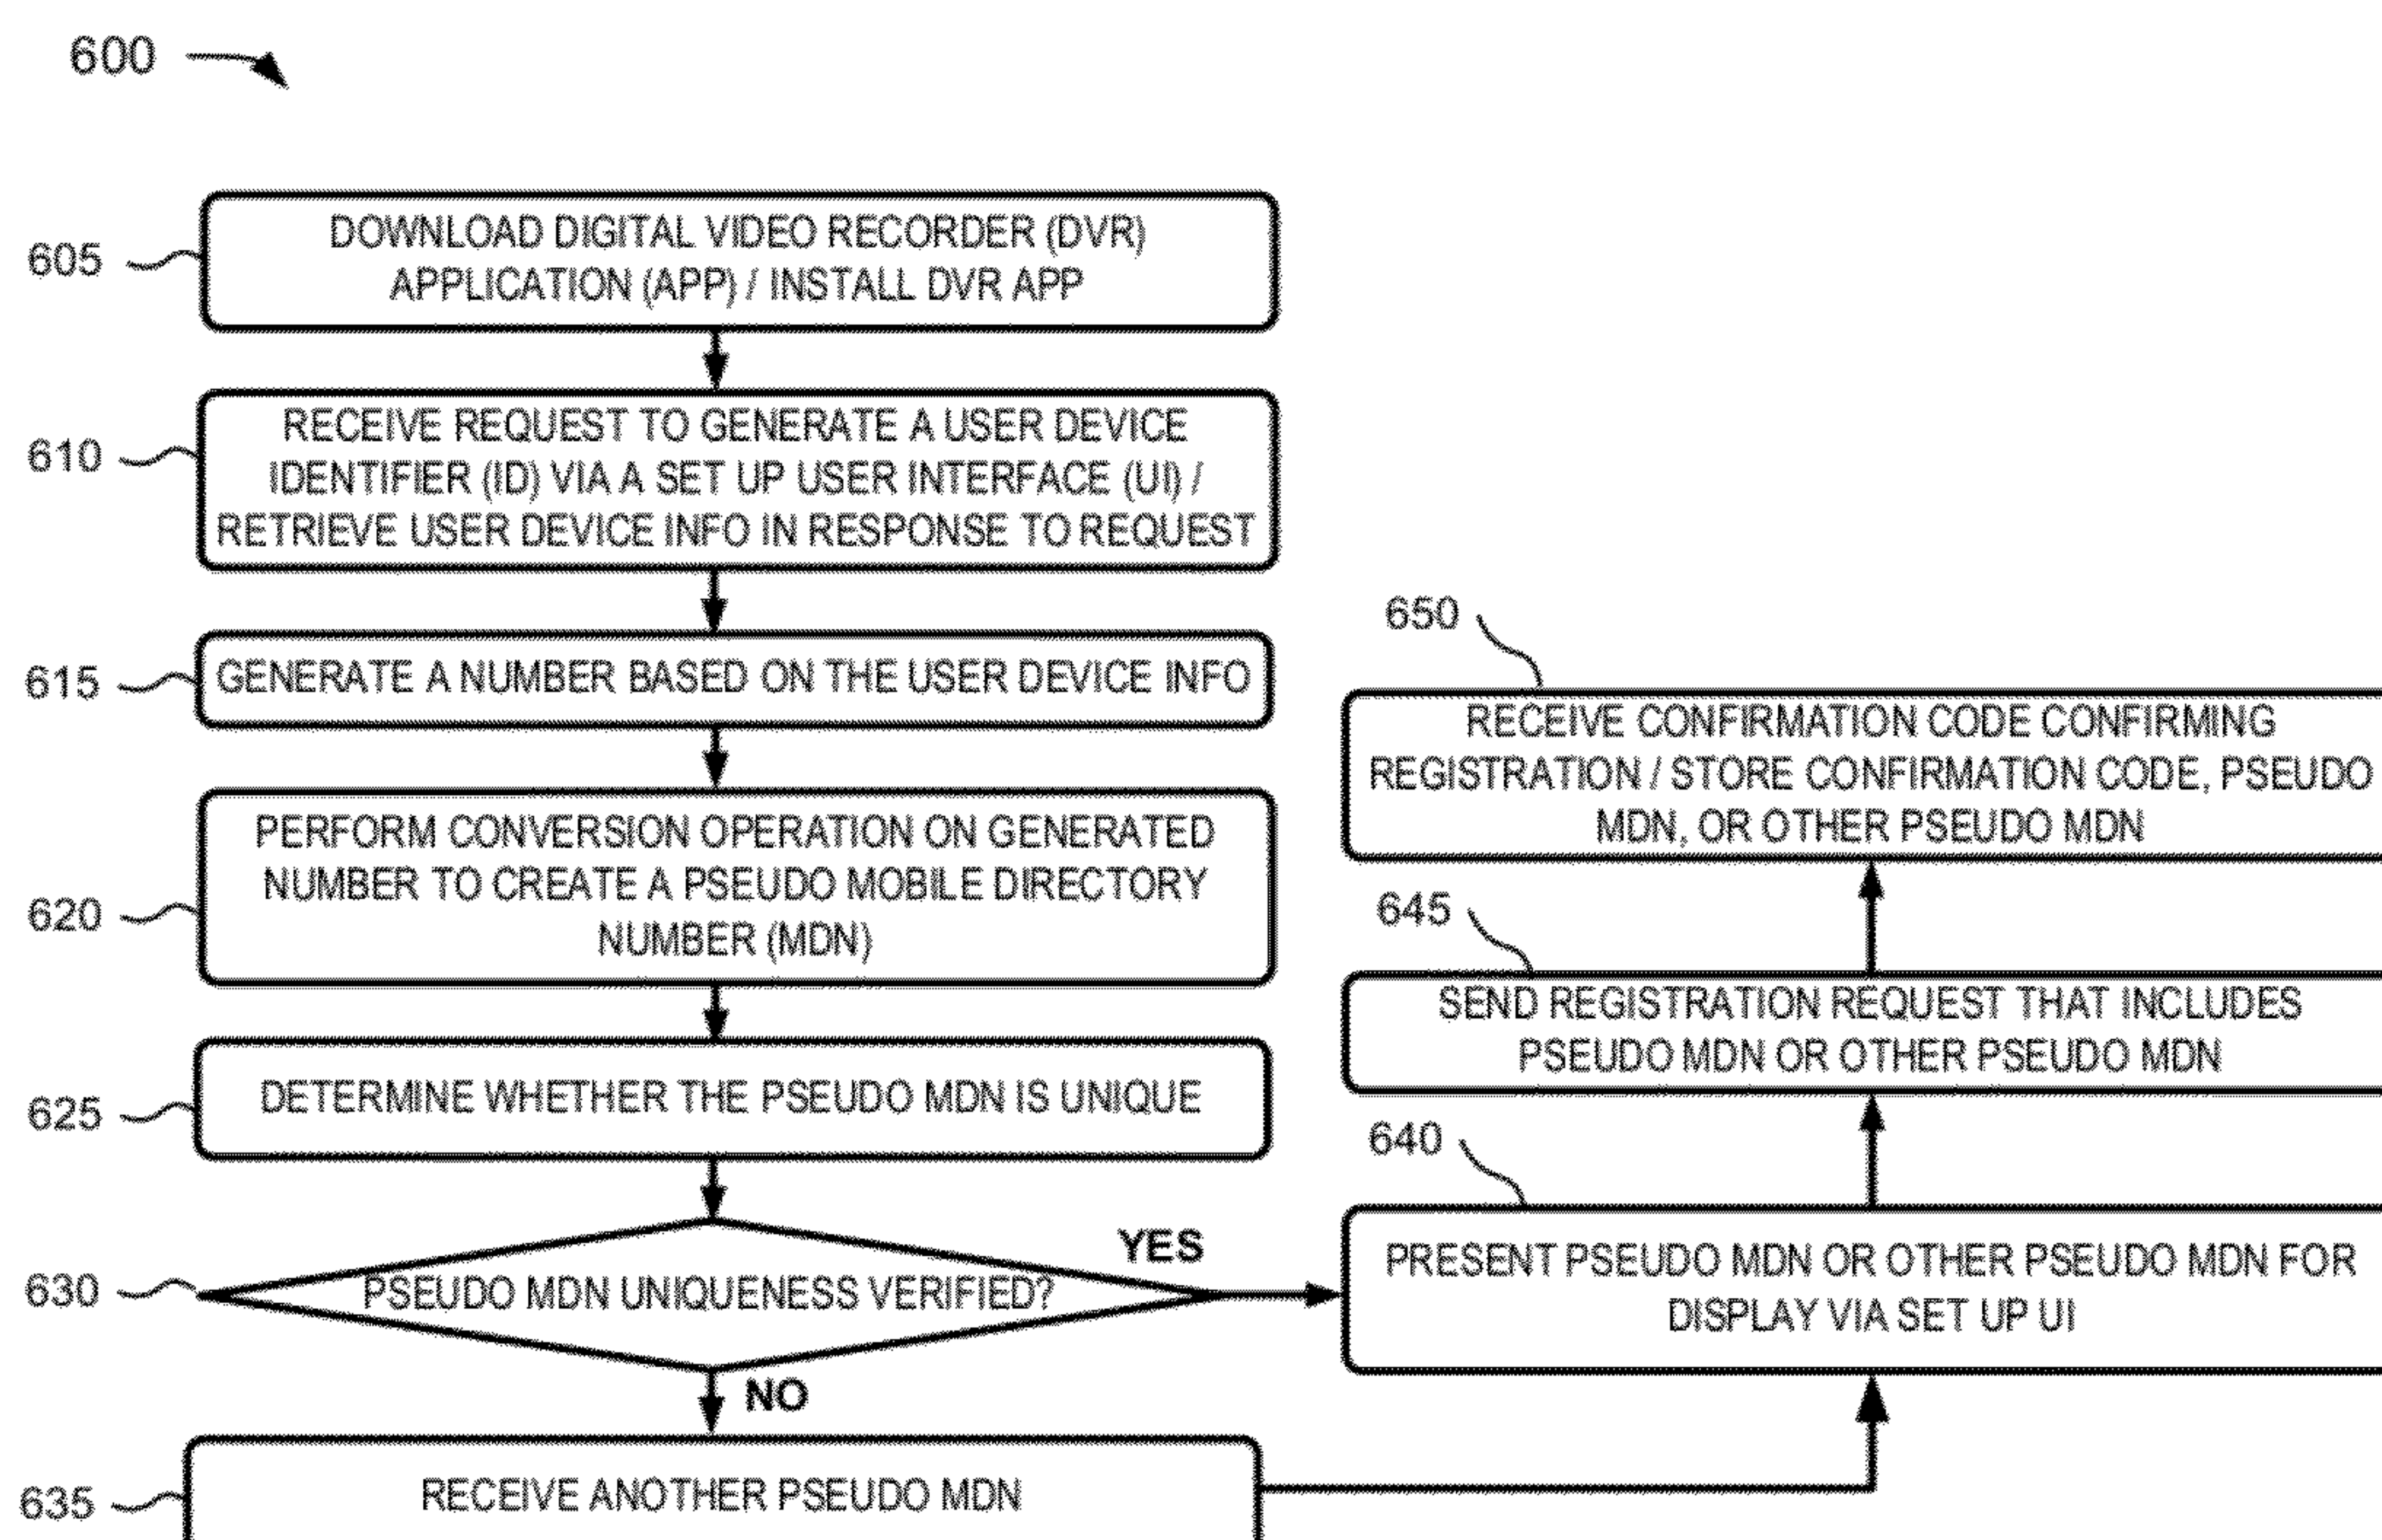 600
605
DOWNLOAD DIGITAL VIDEO RECORDER (DVR)
APPLICATION (APP) / INSTALL DVR APP
610
RECEIVE REQUEST TO GENERATE A USER DEVICE
IDENTIFIER (ID) VIA A SET UP USER INTERFACE (UI) /
RETRIEVE USER DEVICE INFO IN RESPONSE TO REQUEST
615
GENERATE A NUMBER BASED ON THE USER DEVICE INFO
620
PERFORM CONVERSION OPERATION ON GENERATED
NUMBER TO CREATE A PSEUDO MOBILE DIRECTORY
NUMBER (MDN)
625
DETERMINE WHETHER THE PSEUDO MDN IS UNIQUE
630
PSEUDO MDN UNIQUENESS VERIFIED?
YES
NO
635
RECEIVE ANOTHER PSEUDO MDN
640
PRESENT PSEUDO MDN OR OTHER PSEUDO MDN FOR
DISPLAY VIA SET UP UI
645
SEND REGISTRATION REQUEST THAT INCLUDES
PSEUDO MDN OR OTHER PSEUDO MDN
650
RECEIVE CONFIRMATION CODE CONFIRMING
REGISTRATION / STORE CONFIRMATION CODE, PSEUDO
MDN, OR OTHER PSEUDO MDN